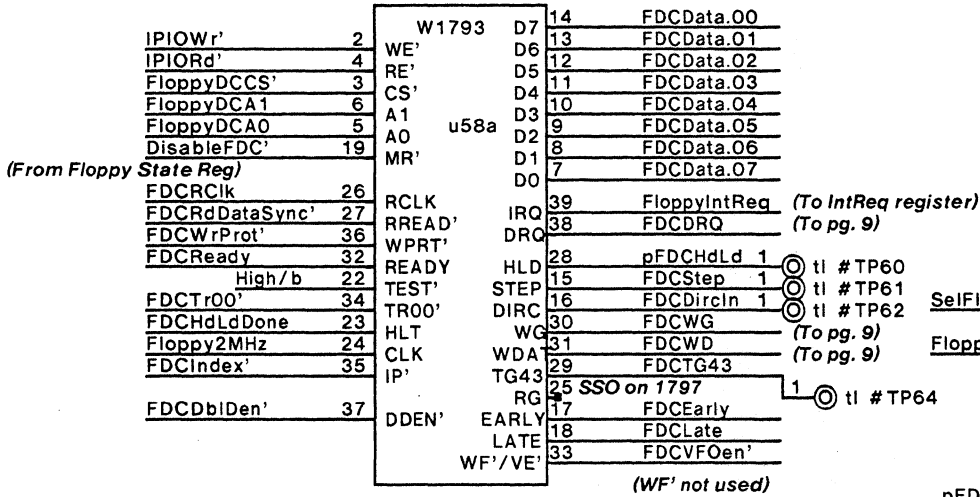 W1793
u58a
IPIOWr' 2 WE'
IPIORd' 4 RE'
FloppyDCCS' 3 CS'
FloppyDCA1 6 A1
FloppyDCA0 5 A0
DisableFDC' 19 MR'
(From Floppy State Reg)
FDCRClk 26 RCLK
FDCRdDataSync' 27 RREAD'
FDCWrProt' 36 WPRT'
FDCReady 32 READY
High/b 22 TEST'
FDCTr00' 34 TR00'
FDCHdLdDone 23 HLT
Floppy2MHz 24 CLK
FDCIndex' 35 IP'
FDCDblDen' 37 DDEN'
D7 14 FDCData.00
D6 13 FDCData.01
D5 12 FDCData.02
D4 11 FDCData.03
D3 10 FDCData.04
D2 9 FDCData.05
D1 8 FDCData.06
D0 7 FDCData.07
IRQ 39 FloppyIntReq (To IntReq register)
DRQ 38 FDCDRQ (To pg. 9)
HLD 28 pFDCHdLd 1 tl #TP60
STEP 15 FDCStep 1 tl #TP61
DIRC 16 FDCDircIn 1 tl #TP62
WG 30 FDCWG (To pg. 9)
WDAT 31 FDCWD (To pg. 9)
TG43 29 FDCTG43 1 tl #TP64
RG 25 SSO on 1797
EARLY 17 FDCEarly
LATE 18 FDCLate
WF'/VE' 33 FDCVFOen'
(WF' not used)
SelFl
Flopp
pFD